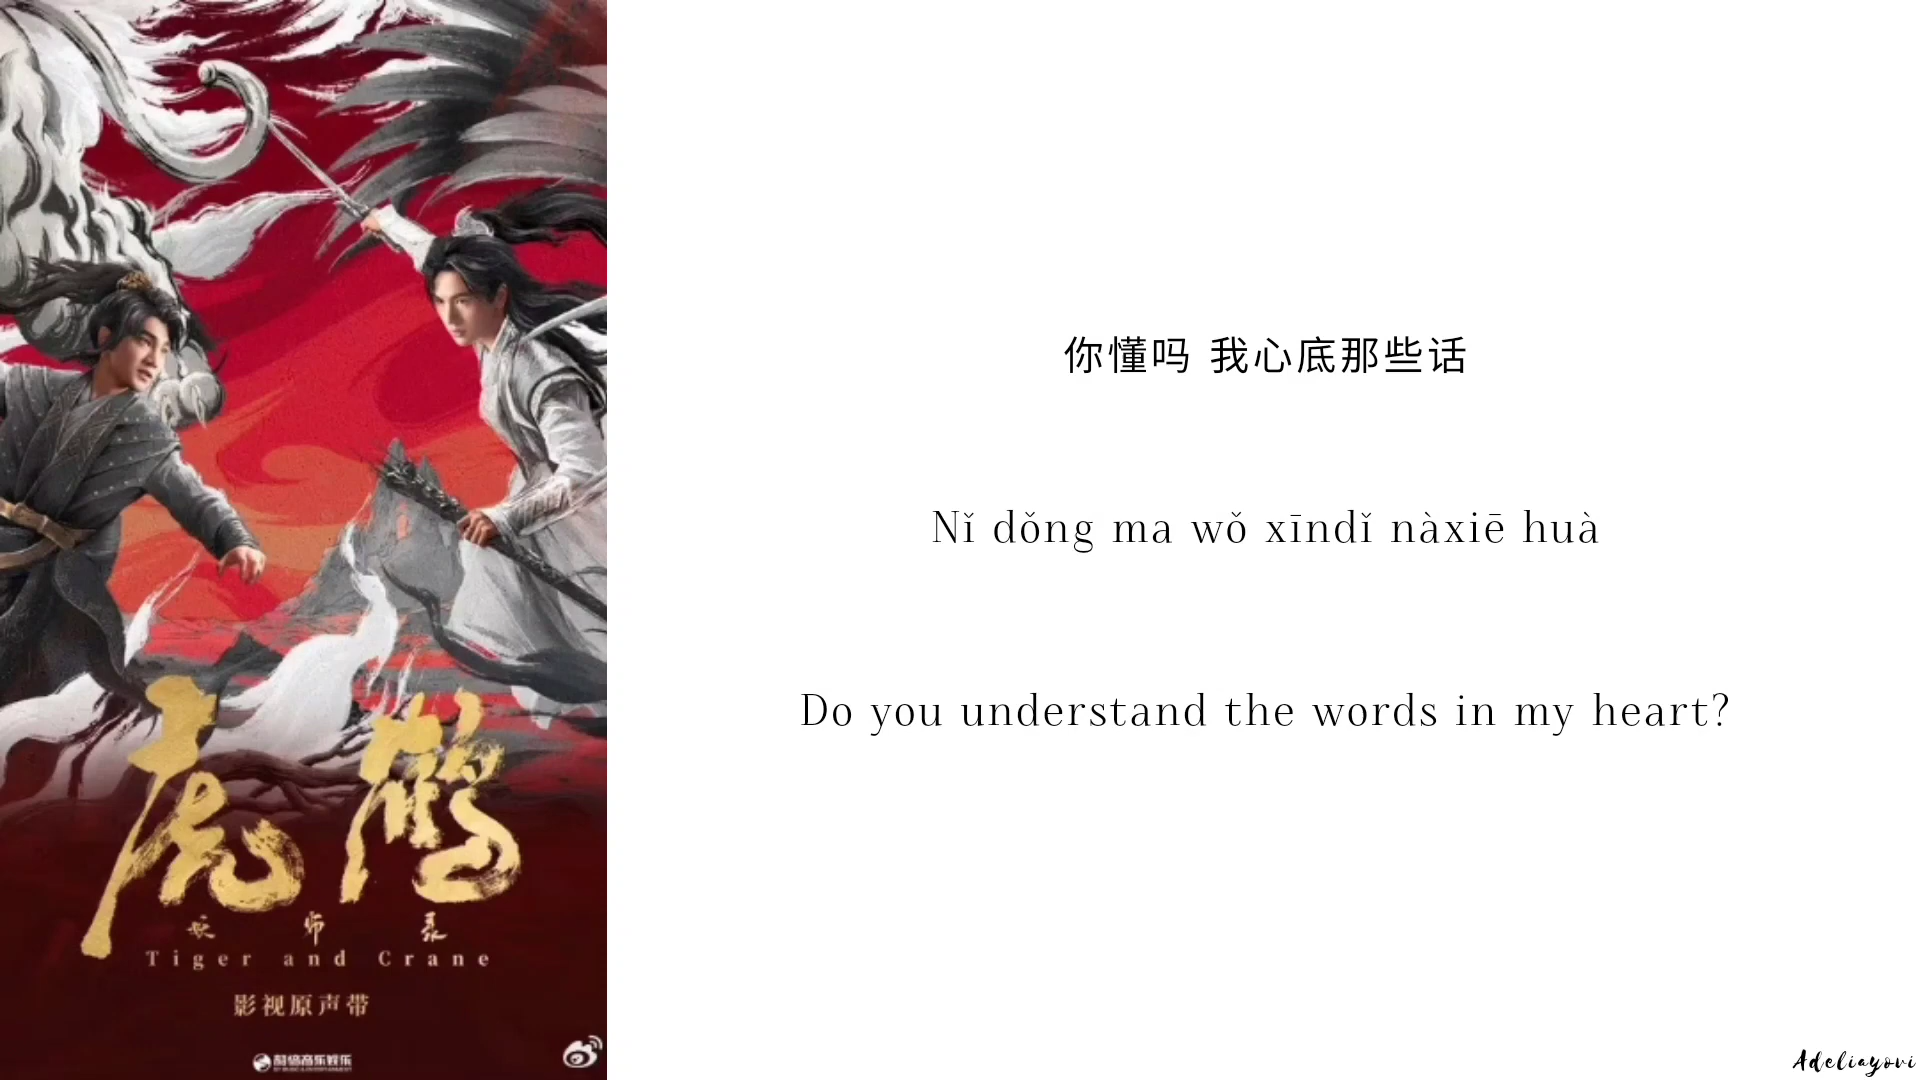 虎鹤
妖师录
Tiger and Crane
影视原声带
你懂吗 我心底那些话
Nǐ dǒng ma wǒ xīndǐ nàxiē huà
Do you understand the words in my heart?
Adeliayovi